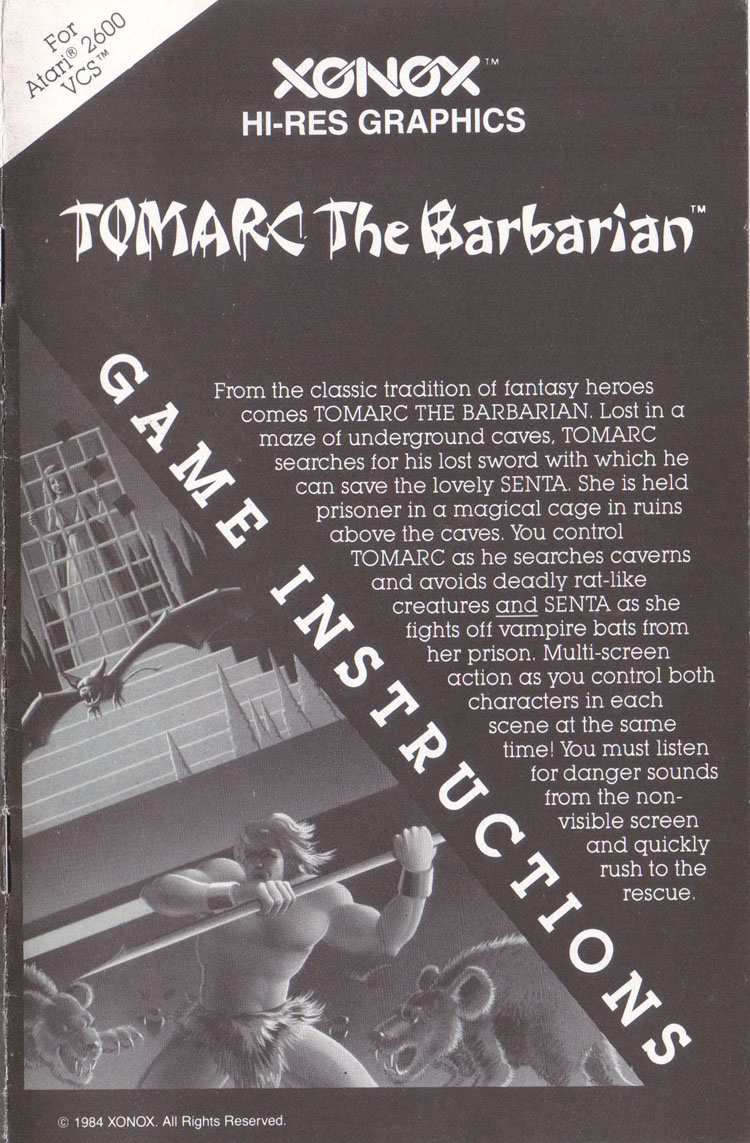 For
Atari® 2600
VCS™
XONOX™
HI-RES GRAPHICS
TOMARC The Barbarian™
GAME INSTRUCTIONS
From the classic tradition of fantasy heroes
comes TOMARC THE BARBARIAN. Lost in a
maze of underground caves, TOMARC
searches for his lost sword with which he
can save the lovely SENTA. She is held
prisoner in a magical cage in ruins
above the caves. You control
TOMARC as he searches caverns
and avoids deadly rat-like
creatures and SENTA as she
fights off vampire bats from
her prison. Multi-screen
action as you control both
characters in each
scene at the same
time! You must listen
for danger sounds
from the non-
visible screen
and quickly
rush to the
rescue.
© 1984 XONOX. All Rights Reserved.